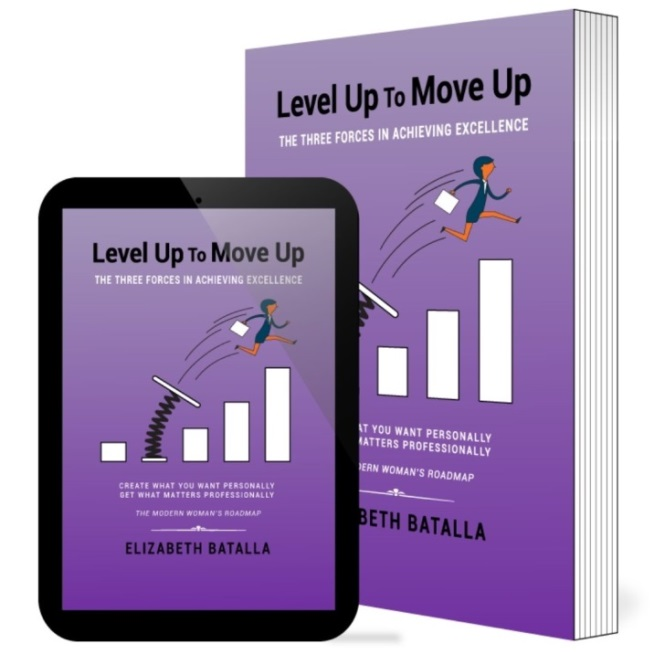 Level Up To Move Up
THE THREE FORCES IN ACHIEVING EXCELLENCE
CREATE WHAT YOU WANT PERSONALLY
GET WHAT MATTERS PROFESSIONALLY
THE MODERN WOMAN'S ROADMAP
ELIZABETH BATALLA
Level Up To Move Up
THE THREE FORCES IN ACHIEVING EXCELLENCE
AT YOU WANT PERSONALLY
MATTERS PROFESSIONALLY
DERN WOMAN'S ROADMAP
BETH BATALLA